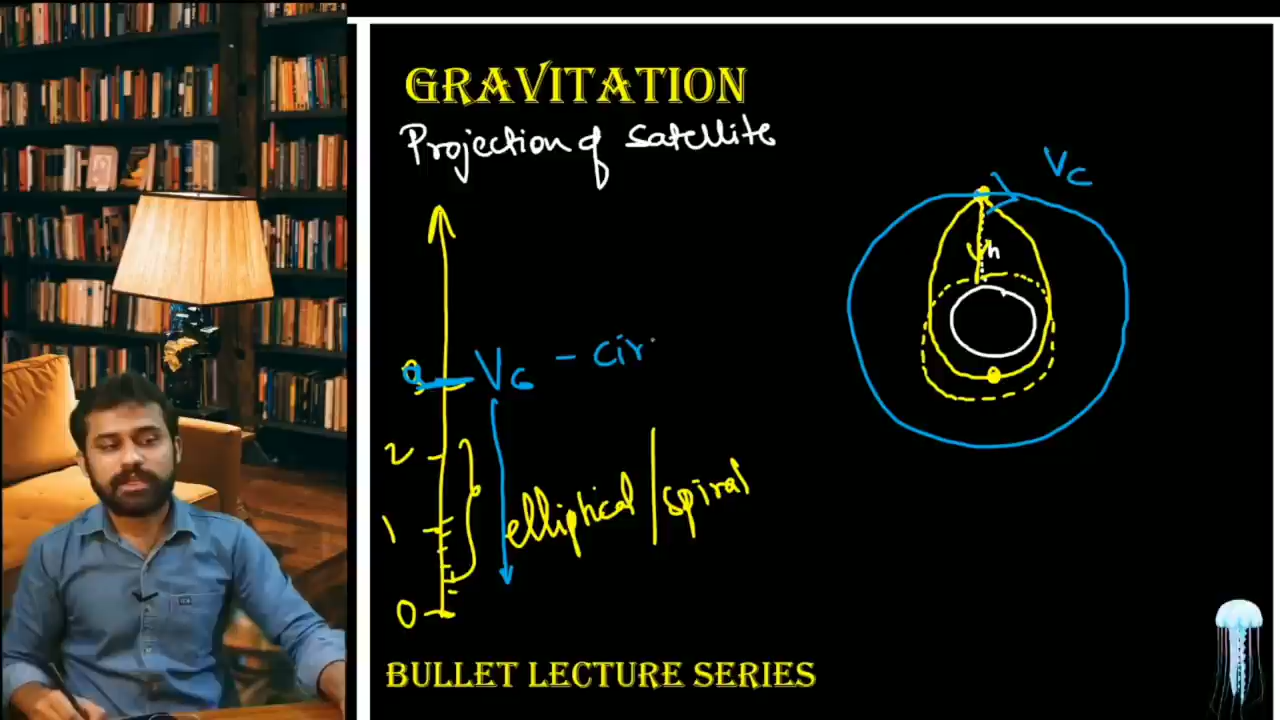 GRAVITATION
Projection of Satellite
Vc
h
Vc - cir
2
elliptical / spiral
1
0
BULLET LECTURE SERIES